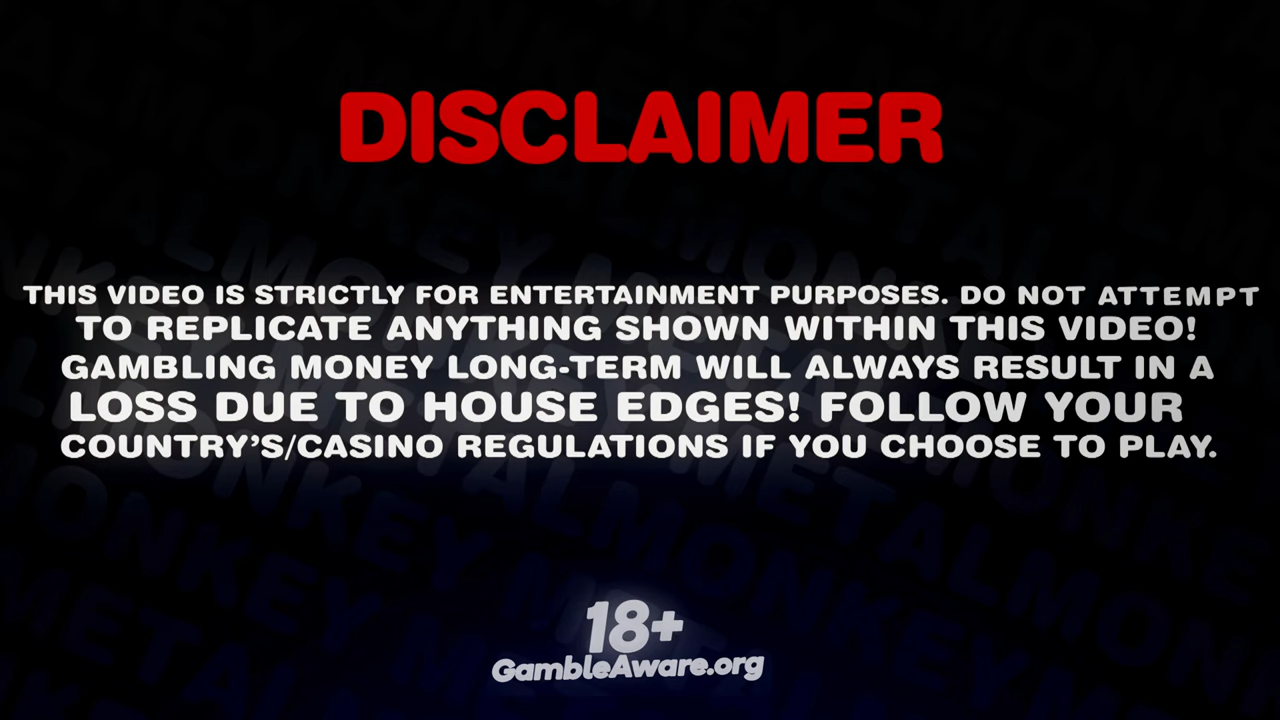 DISCLAIMER
THIS VIDEO IS STRICTLY FOR ENTERTAINMENT PURPOSES. DO NOT ATTEMPT
TO REPLICATE ANYTHING SHOWN WITHIN THIS VIDEO!
GAMBLING MONEY LONG-TERM WILL ALWAYS RESULT IN A
LOSS DUE TO HOUSE EDGES! FOLLOW YOUR
COUNTRY'S/CASINO REGULATIONS IF YOU CHOOSE TO PLAY.
18+
GambleAware.org